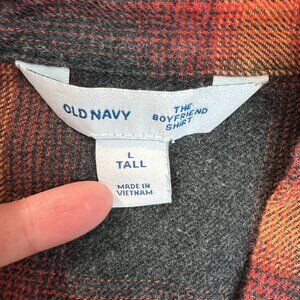 OLD NAVY
THE
BOYFRIEND
SHIRT
L
TALL
MADE IN
VIETNAM